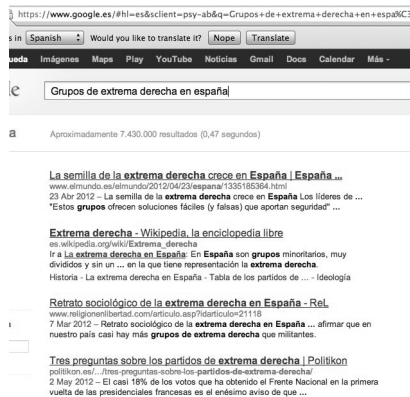 https://www.google.es/#hl=es&sclient=psy-ab&q=Grupos+de+extrema+derecha+en+espa%C3
s in Spanish Would you like to translate it? Nope Translate
ueda Imágenes Maps Play YouTube Noticias Gmail Docs Calendar Más
le Grupos de extrema derecha en españa
a Aproximadamente 7.430.000 resultados (0,47 segundos)
La semilla de la extrema derecha crece en España | España ...
www.elmundo.es/elmundo/2012/04/23/espana/1335185364.html
23 Abr 2012 – La semilla de la extrema derecha crece en España Los líderes de ...
"Estos grupos ofrecen soluciones fáciles (y falsas) que aportan seguridad" ...
Extrema derecha - Wikipedia, la enciclopedia libre
es.wikipedia.org/wiki/Extrema_derecha
Ir a La extrema derecha en España: En España son grupos minoritarios, muy
divididos y sin un ... en la que tiene representación la extrema derecha.
Historia - La extrema derecha en España - Tabla de los partidos de ... - Ideología
Retrato sociológico de la extrema derecha en España - ReL
www.religionenlibertad.com/articulo.asp?idarticulo=21118
7 Mar 2012 – Retrato sociológico de la extrema derecha en España ... afirmar que en
nuestro país casi hay más grupos de extrema derecha que militantes.
Tres preguntas sobre los partidos de extrema derecha | Politikon
politikon.es/.../tres-preguntas-sobre-los-partidos-de-extrema-derecha/
2 May 2012 – El casi 18% de los votos que ha obtenido el Frente Nacional en la primera
vuelta de las presidenciales francesas es el enésimo aviso de que ...